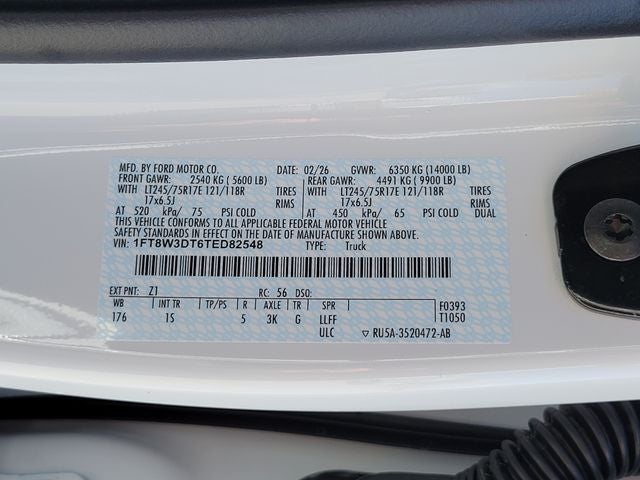 MFD. BY FORD MOTOR CO. DATE: 02/26 GVWR: 6350 KG (14000 LB)
FRONT GAWR: 2540 KG ( 5600 LB) REAR GAWR: 4491 KG ( 9900 LB)
WITH LT245/75R17E 121/118R TIRES WITH LT245/75R17E 121/118R TIRES
17x6.5J RIMS 17x6.5J RIMS
AT 520 kPa/ 75 PSI COLD AT 450 kPa/ 65 PSI COLD DUAL
THIS VEHICLE CONFORMS TO ALL APPLICABLE FEDERAL MOTOR VEHICLE
SAFETY STANDARDS IN EFFECT ON THE DATE OF MANUFACTURE SHOWN ABOVE.
VIN: 1FT8W3DT6TED82548 TYPE: Truck
EXT PNT: Z1 RC: 56 DSO:
WB INT TR TP/PS R AXLE TR SPR F0393
176 1S 5 3K G LLFF T1050
ULC ▽ RU5A-3520472-AB